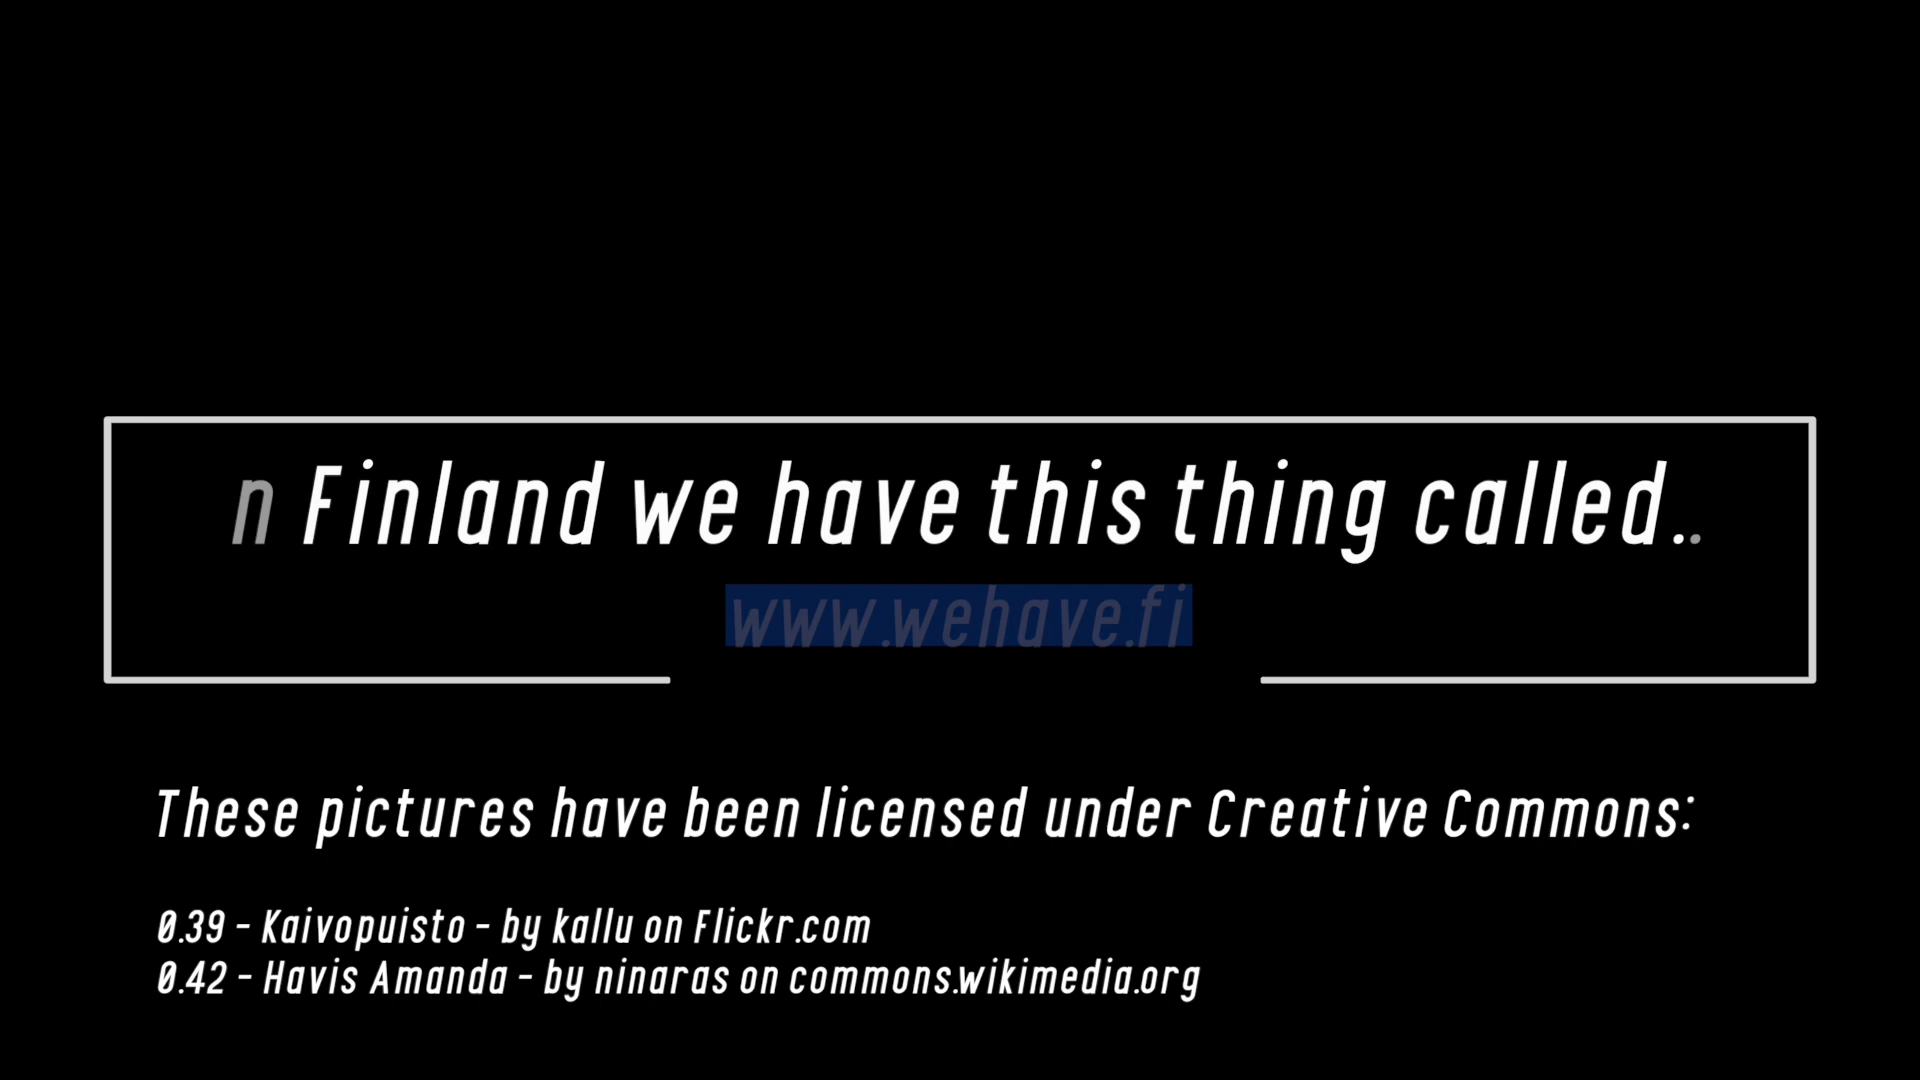 n Finland we have this thing called..
www.wehave.fi
These pictures have been licensed under Creative Commons:
0.39 - Kaivopuisto - by kallu on Flickr.com
0.42 - Havis Amanda - by ninaras on commons.wikimedia.org